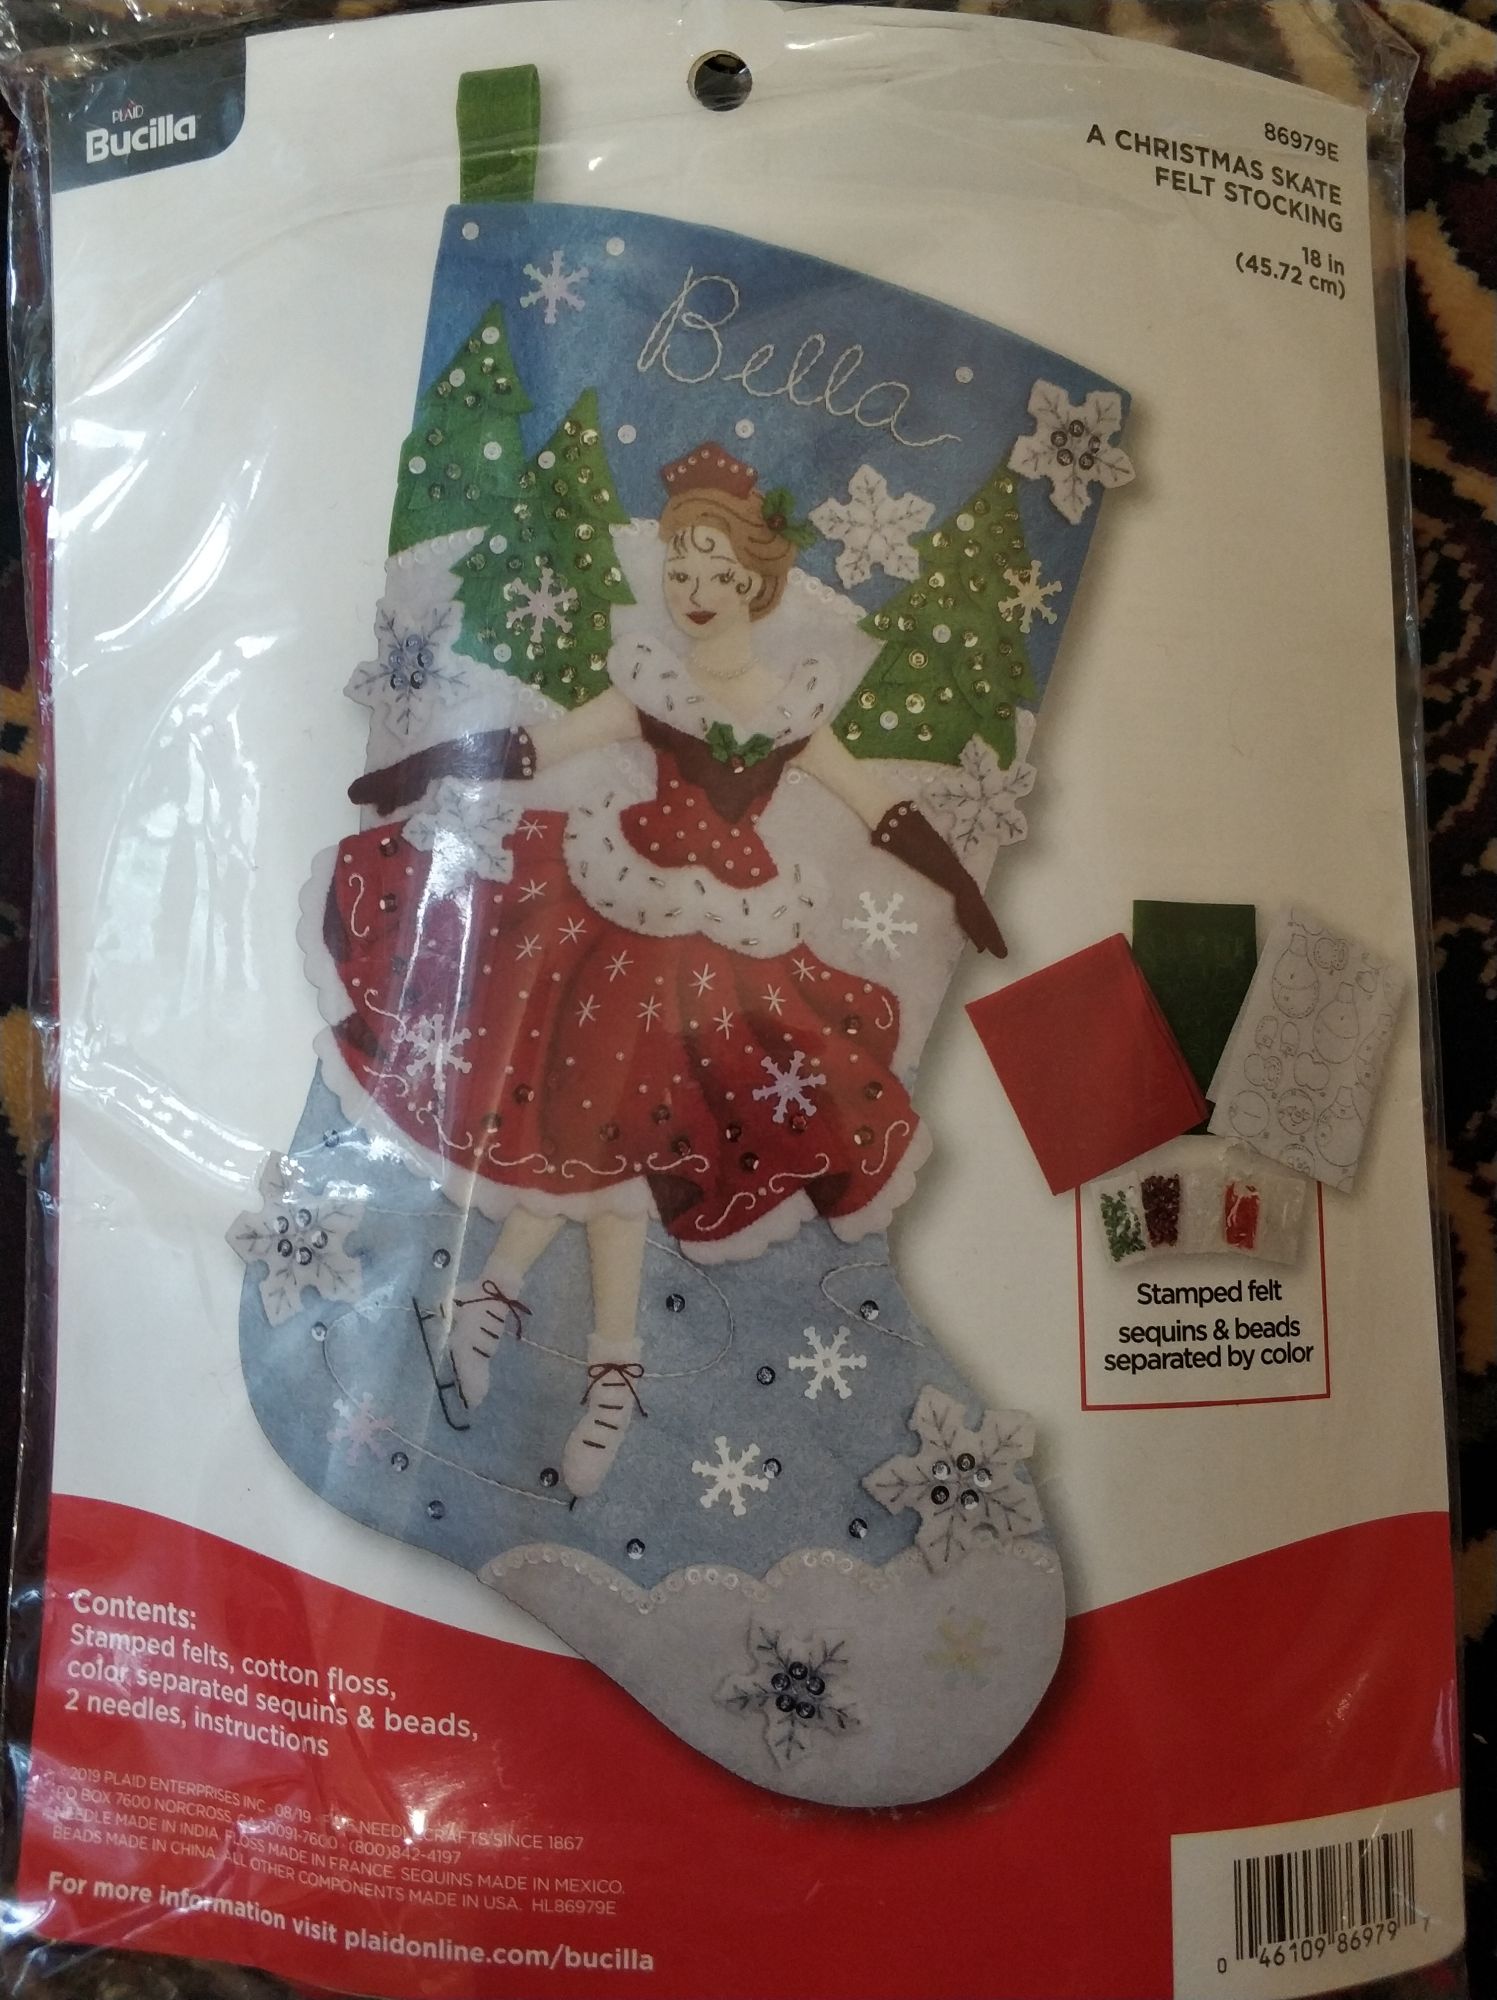 PLAID
Bucilla
86979E
A CHRISTMAS SKATE
FELT STOCKING
18 in
(45.72 cm)
Bella
Stamped felt
sequins & beads
separated by color
Contents:
Stamped felts, cotton floss,
color separated sequins & beads,
2 needles, instructions
©2019 PLAID ENTERPRISES INC · 08/19 · FINE NEEDLECRAFTS SINCE 1867
PO BOX 7600 NORCROSS, GA 30091-7600 · (800)842-4197
NEEDLE MADE IN INDIA, FLOSS MADE IN FRANCE, SEQUINS MADE IN MEXICO.
BEADS MADE IN CHINA, ALL OTHER COMPONENTS MADE IN USA. HL86979E
For more information visit plaidonline.com/bucilla
0 46109 86979 7